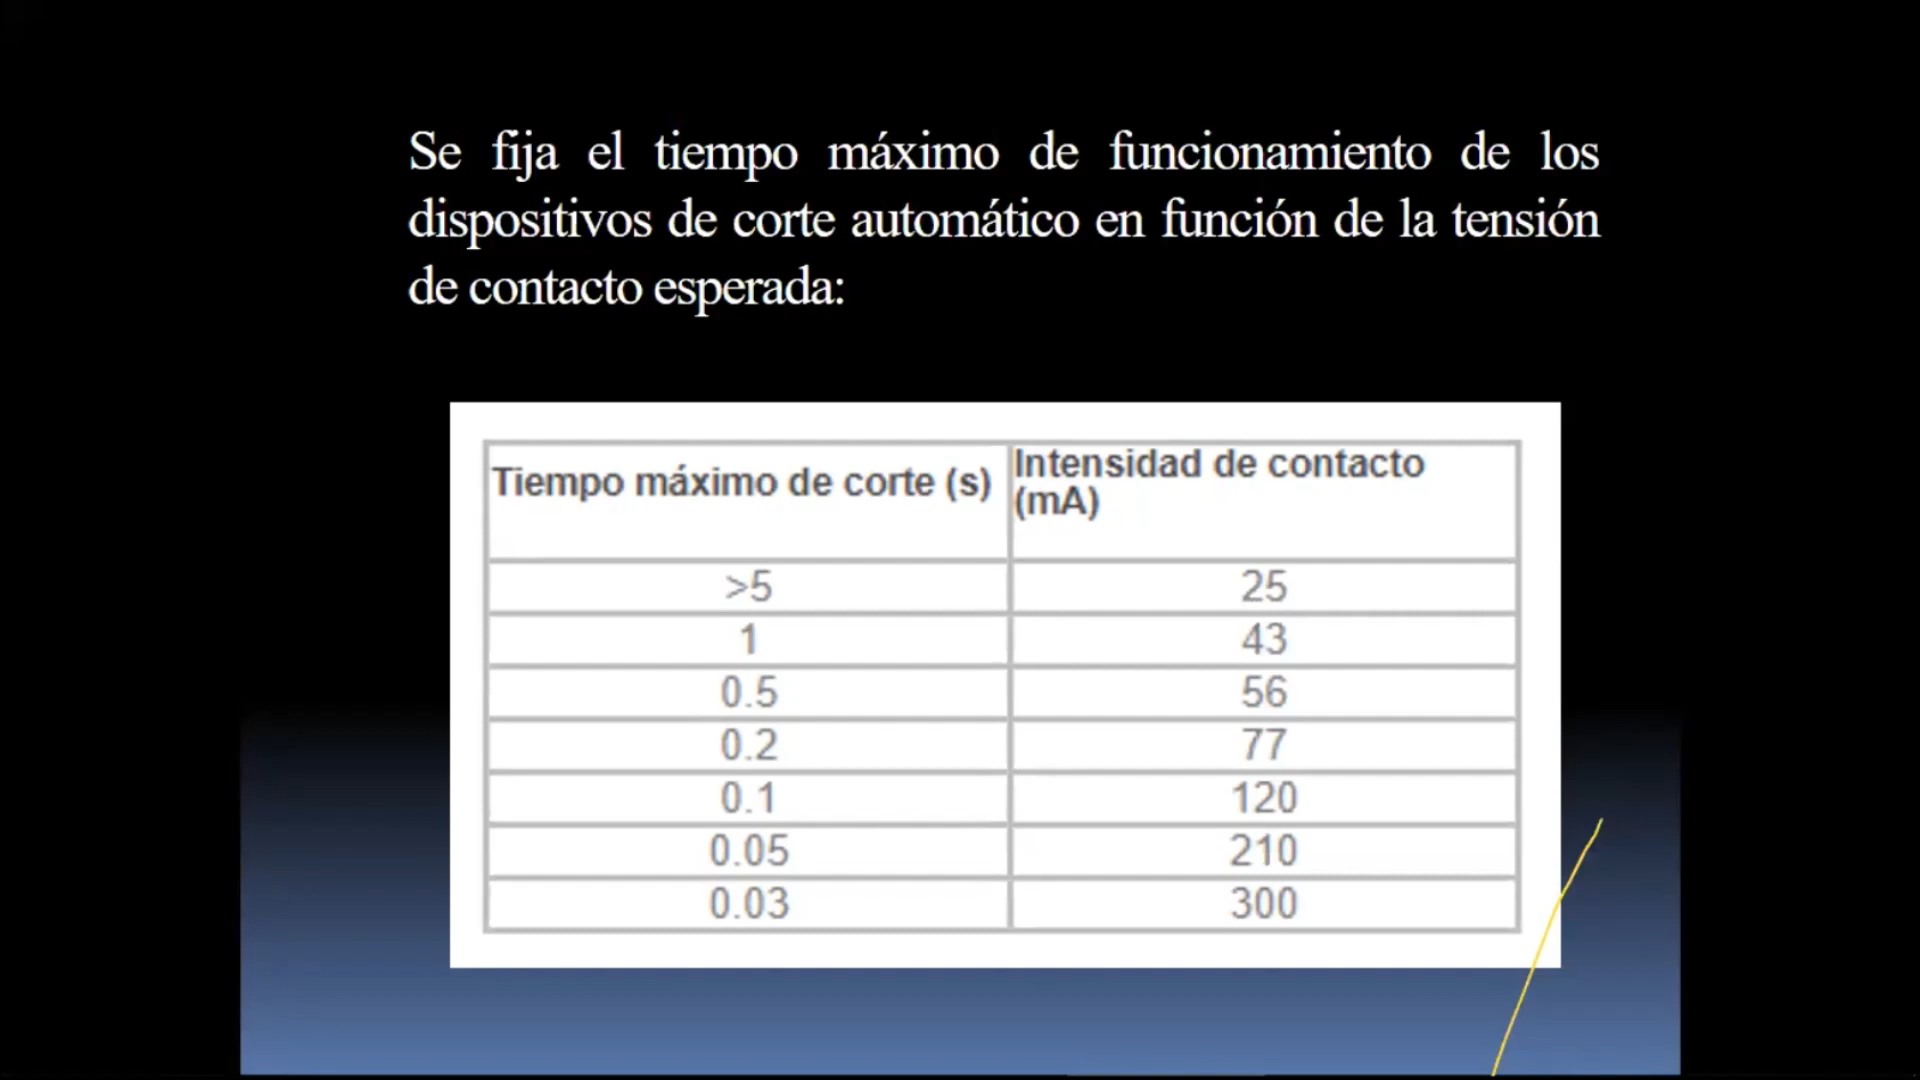 Se fija el tiempo máximo de funcionamiento de los
dispositivos de corte automático en función de la tensión
de contacto esperada:
Tiempo máximo de corte (s) Intensidad de contacto
(mA)
>5 25
1 43
0.5 56
0.2 77
0.1 120
0.05 210
0.03 300